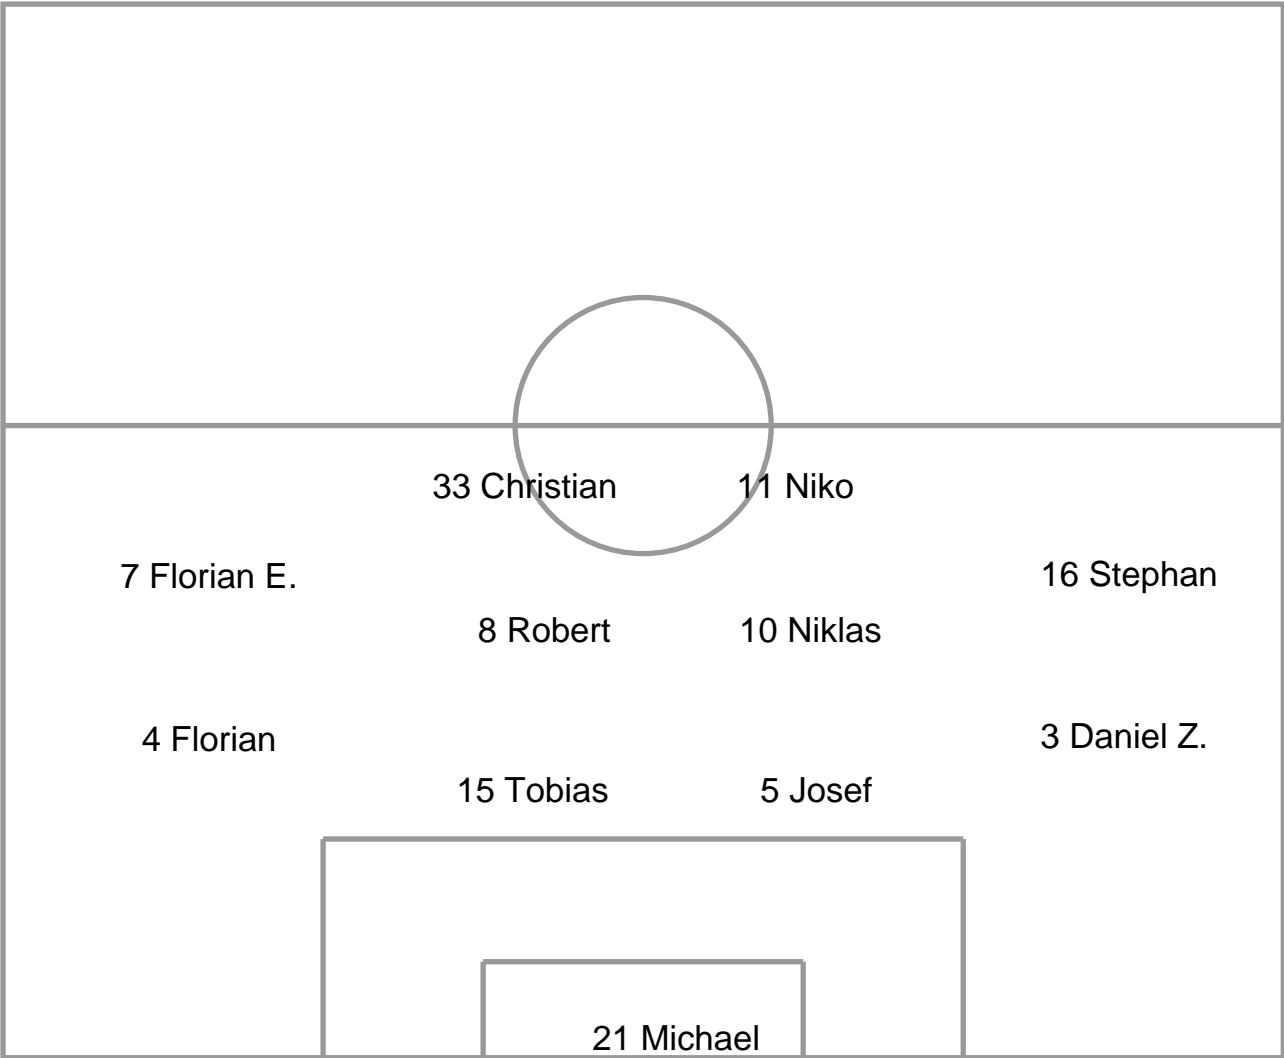 33 Christian
11 Niko
7 Florian E.
16 Stephan
8 Robert
10 Niklas
4 Florian
3 Daniel Z.
15 Tobias
5 Josef
21 Michael